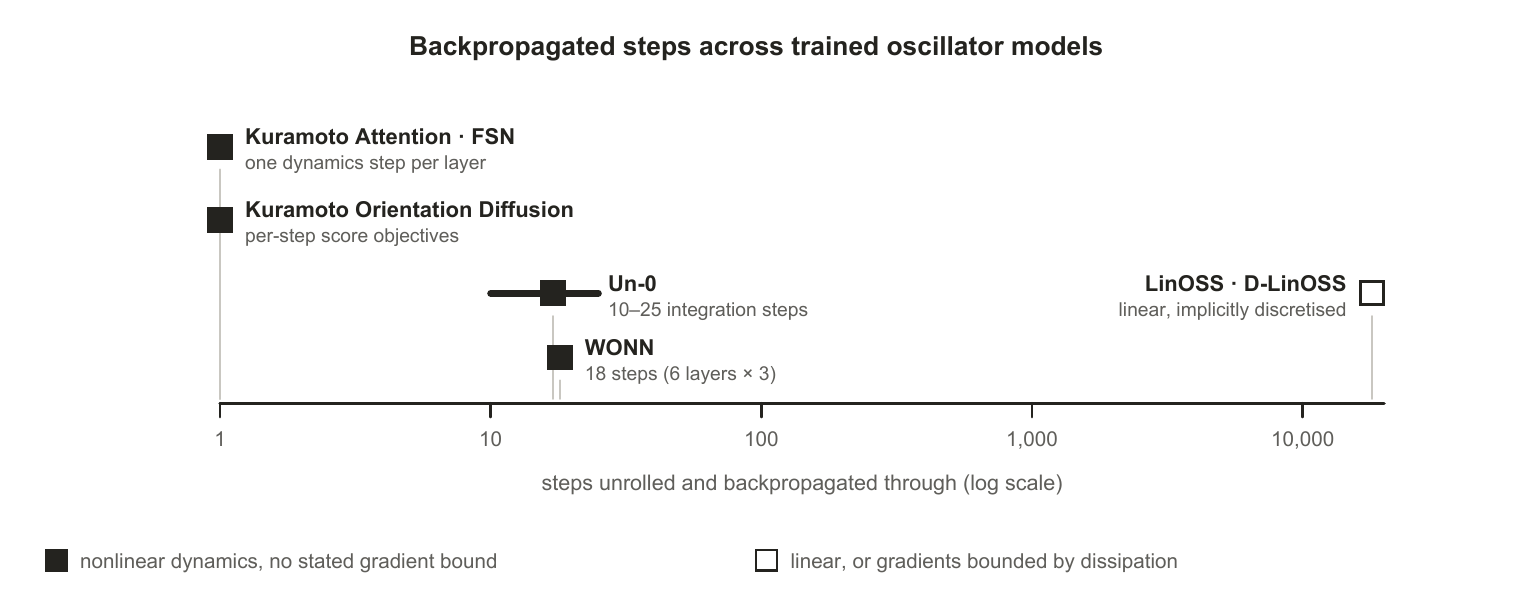 Backpropagated steps across trained oscillator models
Kuramoto Attention · FSN
one dynamics step per layer
Kuramoto Orientation Diffusion
per-step score objectives
Un-0
10–25 integration steps
LinOSS · D-LinOSS
linear, implicitly discretised
WONN
18 steps (6 layers × 3)
1 10 100 1,000 10,000
steps unrolled and backpropagated through (log scale)
nonlinear dynamics, no stated gradient bound
linear, or gradients bounded by dissipation